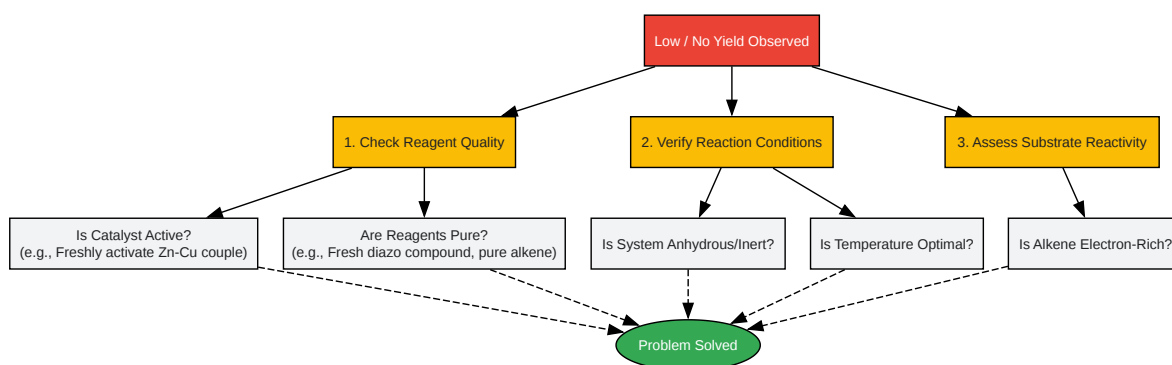 Low / No Yield Observed
1. Check Reagent Quality
2. Verify Reaction Conditions
3. Assess Substrate Reactivity
Is Catalyst Active?
(e.g., Freshly activate Zn-Cu couple)
Are Reagents Pure?
(e.g., Fresh diazo compound, pure alkene)
Is System Anhydrous/Inert?
Is Temperature Optimal?
Is Alkene Electron-Rich?
Problem Solved